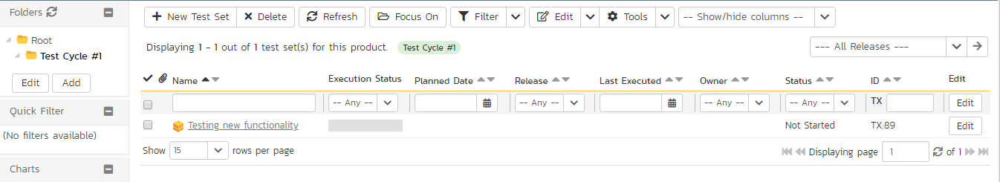 Folders
Root
Test Cycle #1
Edit Add
Quick Filter
(No filters available)
Charts
New Test Set Delete Refresh Focus On Filter Edit Tools -- Show/hide columns --
Displaying 1 - 1 out of 1 test set(s) for this product. Test Cycle #1
--- All Releases ---
Name Execution Status Planned Date Release Last Executed Owner Status ID Edit
-- Any -- -- Any -- -- Any -- -- Any -- TX Edit
Testing new functionality Not Started TX:89 Edit
Show 15 rows per page Displaying page 1 of 1